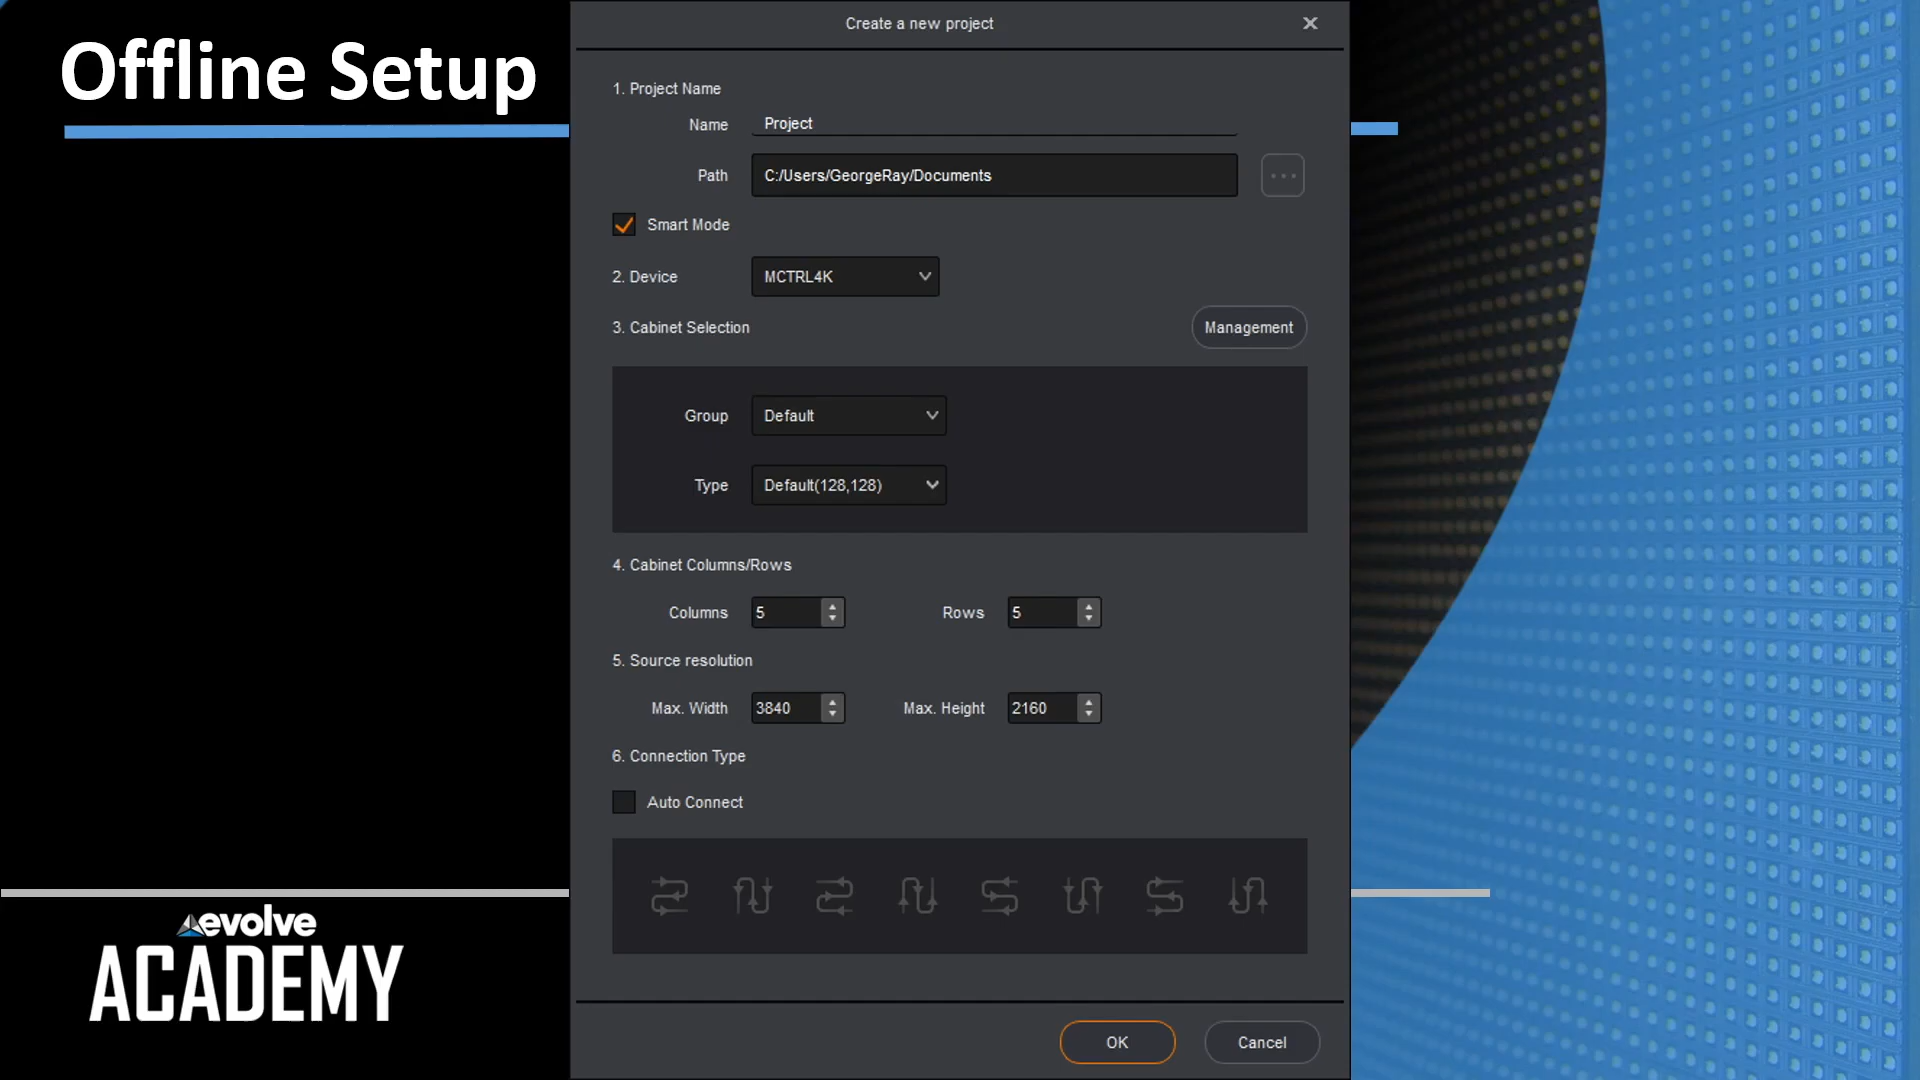 Offline Setup
Create a new project
1. Project Name
Name Project
Path C:/Users/GeorgeRay/Documents
Smart Mode
2. Device MCTRL4K
3. Cabinet Selection Management
Group Default
Type Default(128,128)
4. Cabinet Columns/Rows
Columns 5 Rows 5
5. Source resolution
Max. Width 3840 Max. Height 2160
6. Connection Type
Auto Connect
evolve
ACADEMY
OK Cancel